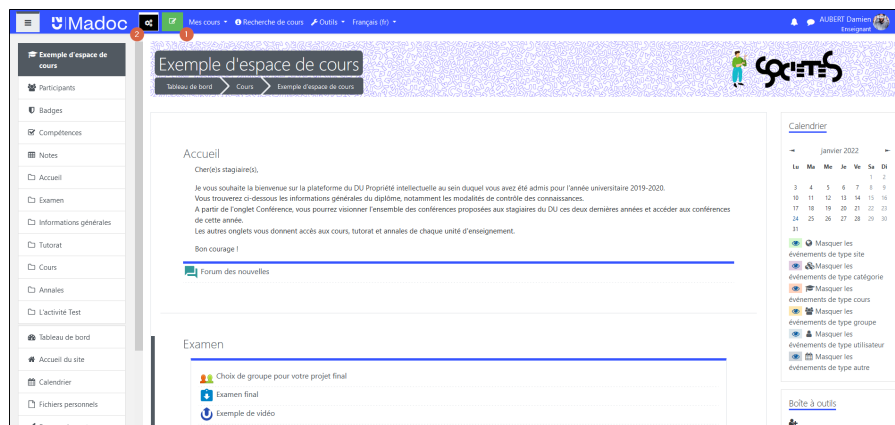 Madoc
Mes cours
Recherche de cours
Outils
Français (fr)
AUBERT Damien
Enseignant
2
1
Exemple d'espace de
cours
Participants
Badges
Compétences
Notes
Accueil
Examen
Informations générales
Tutorat
Cours
Annales
L'activité Test
Tableau de bord
Accueil du site
Calendrier
Fichiers personnels
Exemple d'espace de cours
Tableau de bord
Cours
Exemple d'espace de cours
SOCIETES
Accueil
Cher(e)s stagiaire(s),
Je vous souhaite la bienvenue sur la plateforme du DU Propriété intellectuelle au sein duquel vous avez été admis pour l'année universitaire 2019-2020.
Vous trouverez ci-dessous les informations générales du diplôme, notamment les modalités de contrôle des connaissances.
A partir de l'onglet Conférence, vous pourrez visionner l'ensemble des conférences proposées aux stagiaires du DU ces deux dernières années et accéder aux conférences
de cette année.
Les autres onglets vous donnent accès aux cours, tutorat et annales de chaque unité d'enseignement.
Bon courage !
Forum des nouvelles
Examen
Choix de groupe pour votre projet final
Examen final
Exemple de vidéo
Calendrier
janvier 2022
Lu Ma Me Je Ve Sa Di
1 2
3 4 5 6 7 8 9
10 11 12 13 14 15 16
17 18 19 20 21 22 23
24 25 26 27 28 29 30
31
Masquer les
événements de type site
Masquer les
événements de type catégorie
Masquer les
événements de type cours
Masquer les
événements de type groupe
Masquer les
événements de type utilisateur
Masquer les
événements de type autre
Boîte à outils